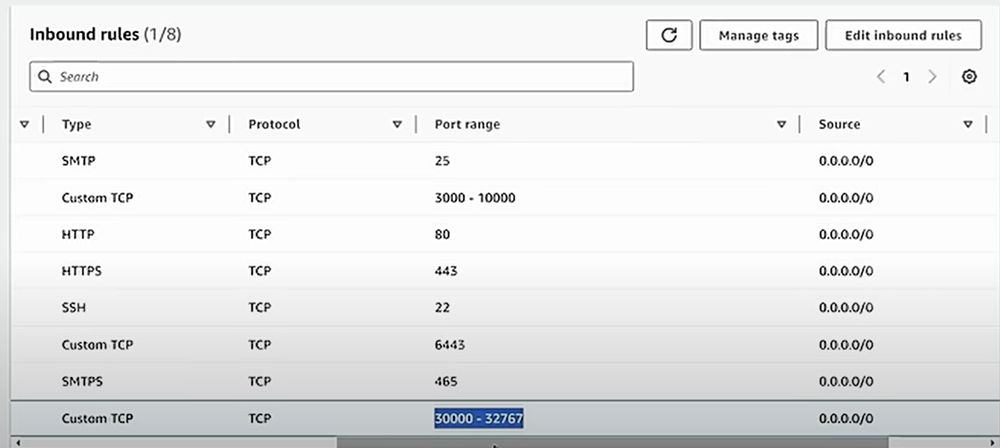 Inbound rules (1/8)
Manage tags
Edit inbound rules
Search
1
Type Protocol Port range Source
SMTP TCP 25 0.0.0.0/0
Custom TCP TCP 3000 - 10000 0.0.0.0/0
HTTP TCP 80 0.0.0.0/0
HTTPS TCP 443 0.0.0.0/0
SSH TCP 22 0.0.0.0/0
Custom TCP TCP 6443 0.0.0.0/0
SMTPS TCP 465 0.0.0.0/0
Custom TCP TCP 30000 - 32767 0.0.0.0/0